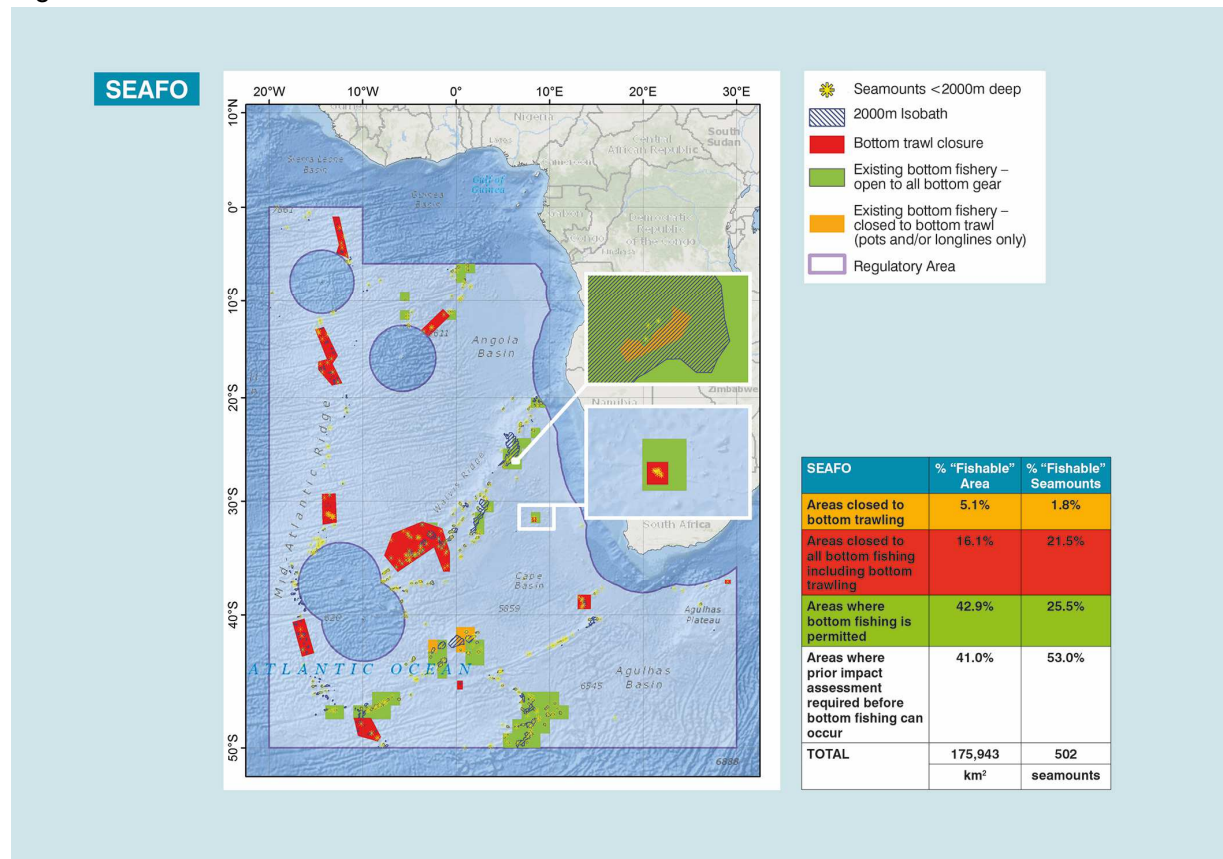 SEAFO
20°W
10°W
0°
10°E
20°E
30°E
10°N
0°
10°S
20°S
30°S
40°S
50°S
Nigeria
South
Sudan
Central
African Republic
Sierra Leone
Basin
Gulf of
Guinea
Guinea
Basin
Democratic
Republic
of the Congo
Angola
Basin
Zimbabwe
Namibia
South Africa
Mid-Atlantic Ridge
Walvis Ridge
Cape
Basin
5859
Agulhas
Plateau
ATLANTIC OCEAN
Agulhas
Basin
6845
6838
Seamounts <2000m deep
2000m Isobath
Bottom trawl closure
Existing bottom fishery –
open to all bottom gear
Existing bottom fishery –
closed to bottom trawl
(pots and/or longlines only)
Regulatory Area
SEAFO % “Fishable” % “Fishable”
Area Seamounts
Areas closed to 5.1% 1.8%
bottom trawling
Areas closed to 16.1% 21.5%
all bottom fishing
including bottom
trawling
Areas where 42.9% 25.5%
bottom fishing is
permitted
Areas where 41.0% 53.0%
prior impact
assessment
required before
bottom fishing can
occur
TOTAL 175,943 502
km² seamounts